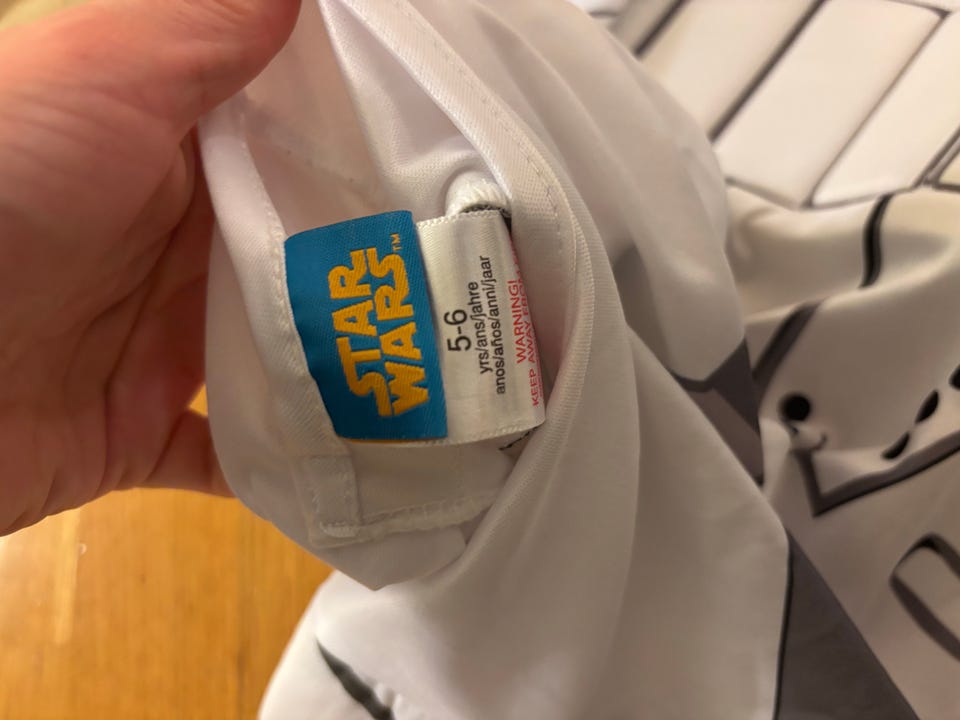 STAR
WARS™
5-6
yrs/ans/jahre
anos/años/anni/jaar
WARNING!
KEEP AWAY FROM